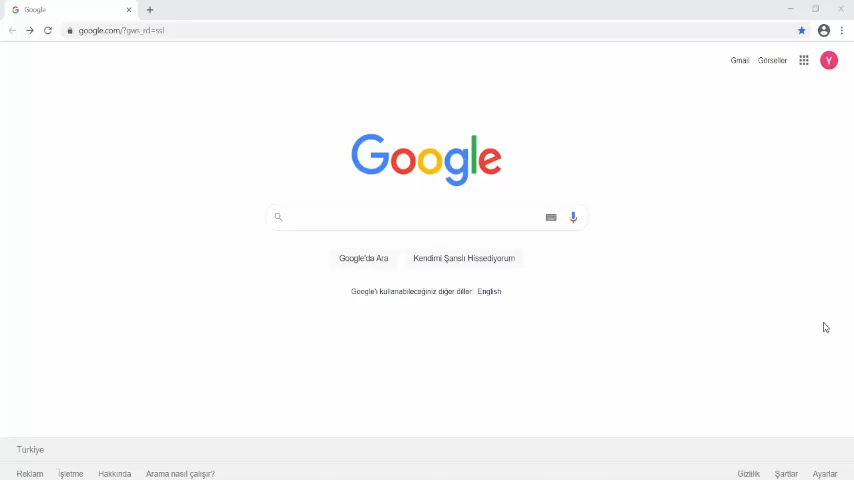 Google
google.com/?gws_rd=ssl
Gmail Görseller
Y
Google
Google'da Ara Kendimi Şanslı Hissediyorum
Google'ı kullanabileceğiniz diğer diller: English
Türkiye
Reklam İşletme Hakkında Arama nasıl çalışır? Gizlilik Şartlar Ayarlar